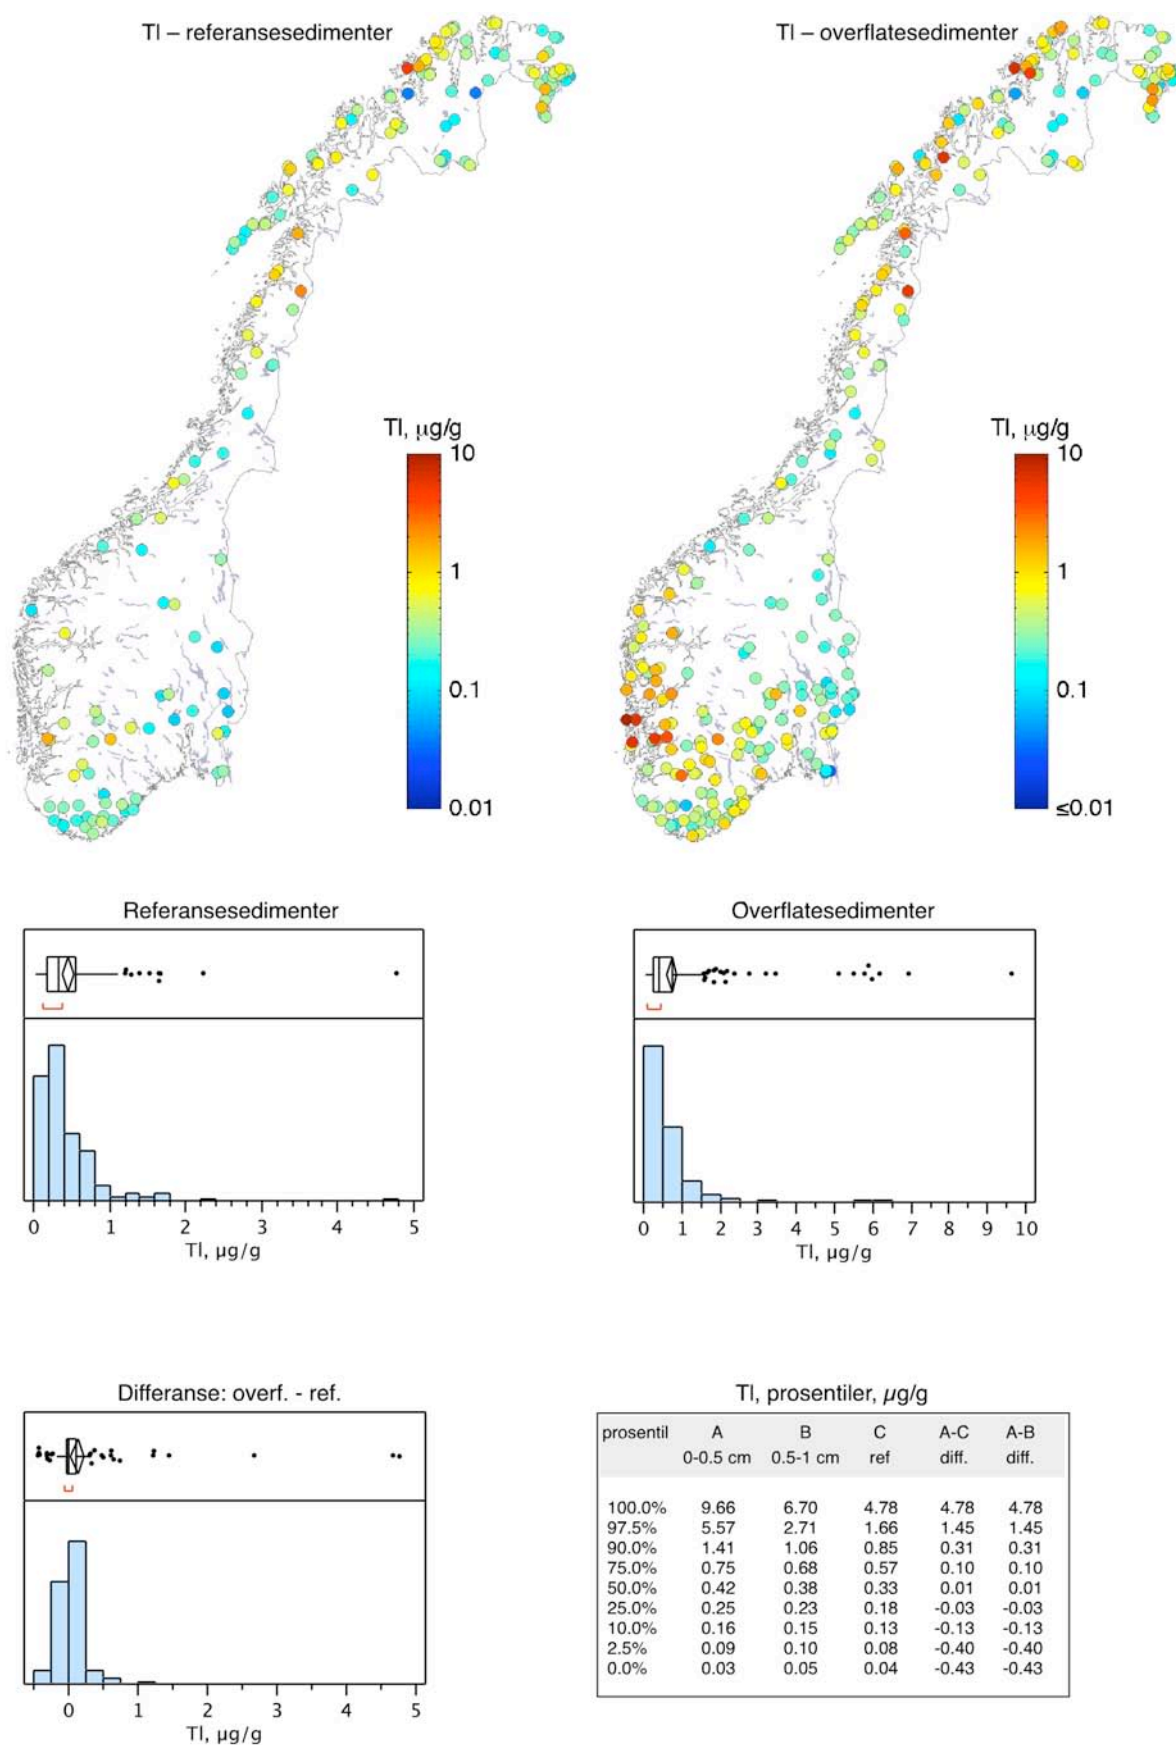 Tl – referansesedimenter
Tl – overflatesedimenter
Tl, µg/g
10
1
0.1
0.01
Tl, µg/g
10
1
0.1
≤0.01
Referansesedimenter
0 1 2 3 4 5
Tl, µg/g
Overflatesedimenter
0 1 2 3 4 5 6 7 8 9 10
Tl, µg/g
Differanse: overf. - ref.
0 1 2 3 4 5
Tl, µg/g
Tl, prosentiler, µg/g
prosentil A B C A-C A-B
0-0.5 cm 0.5-1 cm ref diff. diff.
100.0% 9.66 6.70 4.78 4.78 4.78
97.5% 5.57 2.71 1.66 1.45 1.45
90.0% 1.41 1.06 0.85 0.31 0.31
75.0% 0.75 0.68 0.57 0.10 0.10
50.0% 0.42 0.38 0.33 0.01 0.01
25.0% 0.25 0.23 0.18 -0.03 -0.03
10.0% 0.16 0.15 0.13 -0.13 -0.13
2.5% 0.09 0.10 0.08 -0.40 -0.40
0.0% 0.03 0.05 0.04 -0.43 -0.43